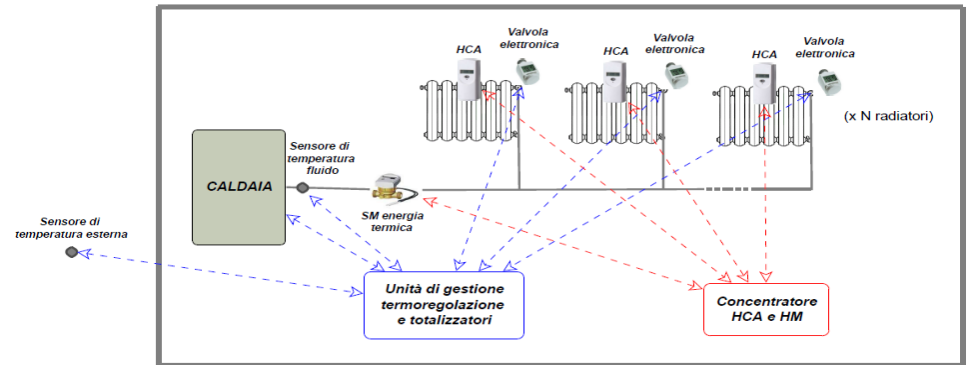 Valvola
elettronica
HCA
Valvola
elettronica
HCA
Valvola
elettronica
HCA
(x N radiatori)
Sensore di
temperatura
fluido
CALDAIA
SM energia
termica
Sensore di
temperatura esterna
Unità di gestione
termoregolazione
e totalizzatori
Concentratore
HCA e HM